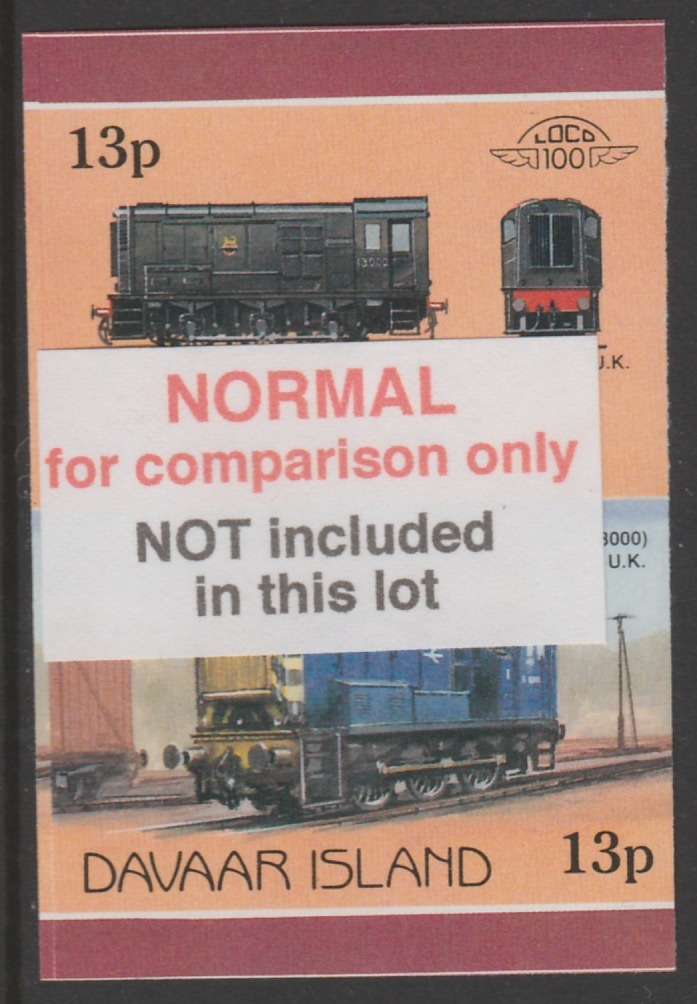 13p
LOCO
100
13000
U.K.
NORMAL
for comparison only
NOT included
in this lot
3000)
U.K.
DAVAAR ISLAND
13p